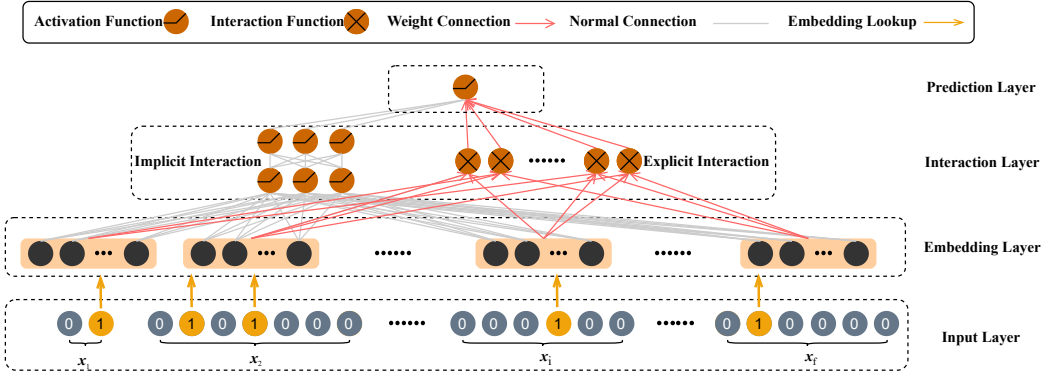 Activation Function Interaction Function Weight Connection Normal Connection Embedding Lookup
Prediction Layer
Implicit Interaction Explicit Interaction Interaction Layer
••• ••• •••••• ••• ••• Embedding Layer
0 1 0 1 0 1 0 0 0 •••••• 0 0 0 1 0 0 •••••• 0 1 0 0 0 0
Input Layer
x1 x2 xi xf